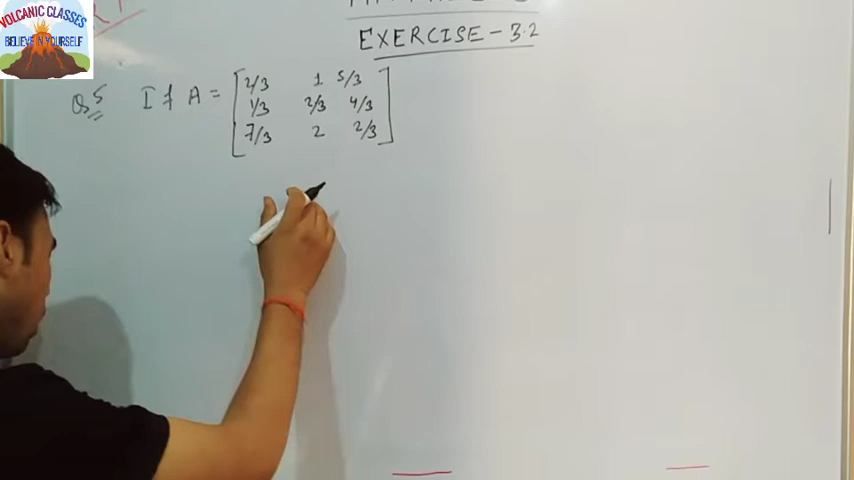 VOLCANIC CLASSES
BELIEVE IN YOURSELF
EXERCISE - 3.2
Q5 If A = [2/3 1 5/3
1/3 2/3 4/3
7/3 2 2/3]